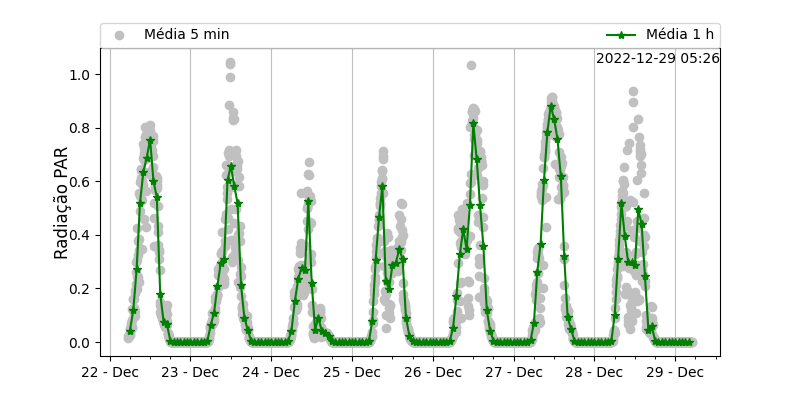 Média 5 min
Média 1 h
2022-12-29 05:26
Radiação PAR
1.0
0.8
0.6
0.4
0.2
0.0
22 - Dec
23 - Dec
24 - Dec
25 - Dec
26 - Dec
27 - Dec
28 - Dec
29 - Dec